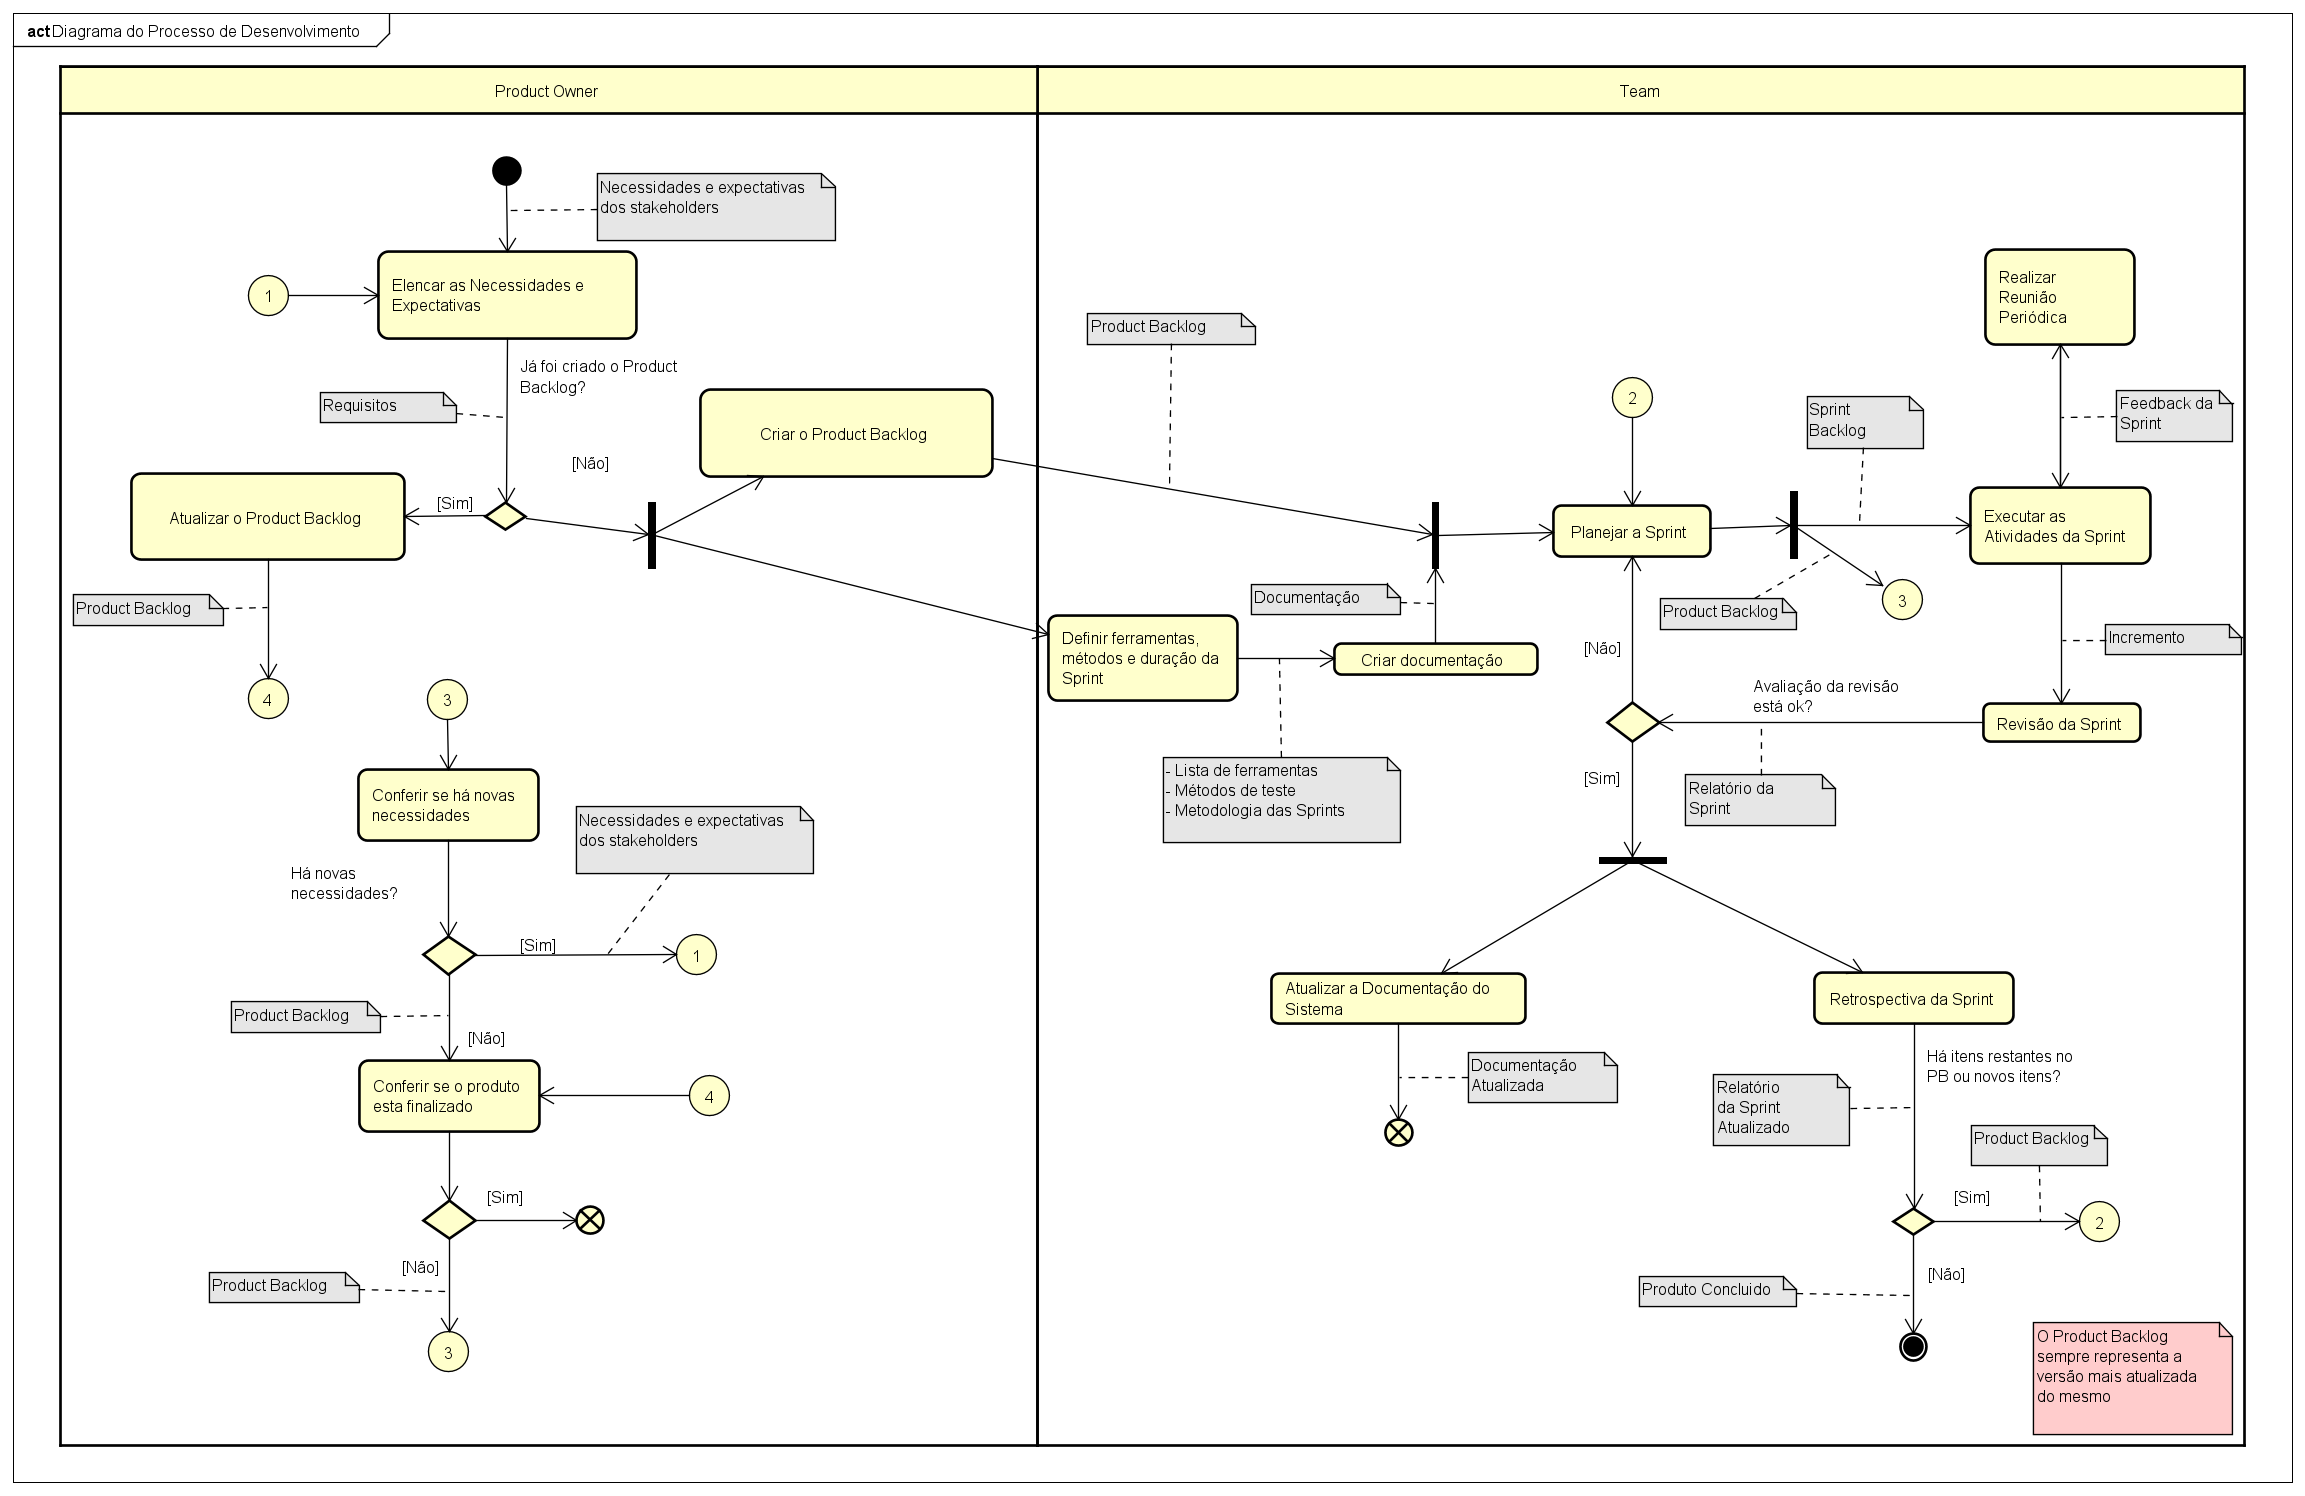 act Diagrama do Processo de Desenvolvimento
Product Owner
Team
Necessidades e expectativas
dos stakeholders
Elencar as Necessidades e
Expectativas
1
Já foi criado o Product
Backlog?
Requisitos
[Não]
[Sim]
Criar o Product Backlog
Atualizar o Product Backlog
Product Backlog
4
3
Conferir se há novas
necessidades
Necessidades e expectativas
dos stakeholders
Há novas
necessidades?
[Sim]
1
Product Backlog
[Não]
Conferir se o produto
esta finalizado
4
[Sim]
[Não]
Product Backlog
3
Product Backlog
Realizar
Reunião
Periódica
2
Sprint
Backlog
Feedback da
Sprint
Planejar a Sprint
Executar as
Atividades da Sprint
Documentação
Product Backlog
3
Definir ferramentas,
métodos e duração da
Sprint
Criar documentação
[Não]
Incremento
Avaliação da revisão
está ok?
Revisão da Sprint
- Lista de ferramentas
- Métodos de teste
- Metodologia das Sprints
[Sim]
Relatório da
Sprint
Atualizar a Documentação do
Sistema
Retrospectiva da Sprint
Documentação
Atualizada
Há itens restantes no
PB ou novos itens?
Relatório
da Sprint
Atualizado
Product Backlog
[Sim]
2
[Não]
Produto Concluido
O Product Backlog
sempre representa a
versão mais atualizada
do mesmo